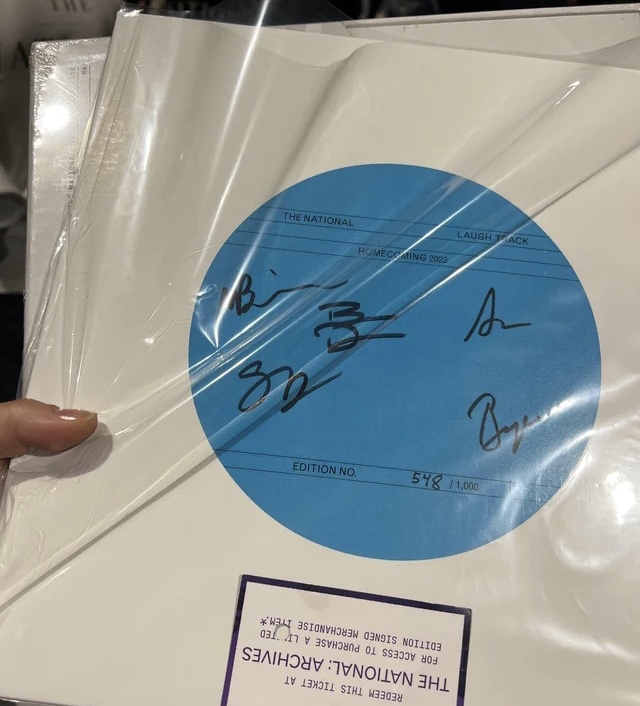 THE NATIONAL
LAUGH TRACK
HOMECOMING 2023
EDITION NO. 548 / 1,000
REDEEM THIS TICKET AT
THE NATIONAL: ARCHIVES
FOR ACCESS TO PURCHASE A LIMITED
EDITION SIGNED MERCHANDISE ITEM.*